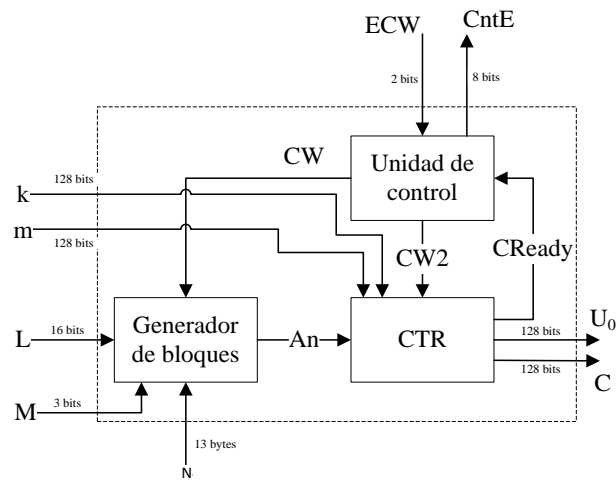 ECW
CntE
2 bits
8 bits
CW
Unidad de
control
128 bits
k
m
128 bits
CW2
CReady
L
16 bits
Generador
de bloques
An
CTR
128 bits
U0
128 bits
C
M
3 bits
13 bytes
N